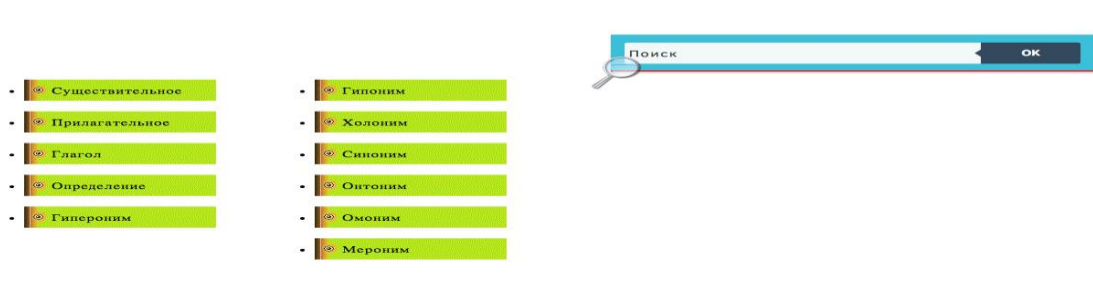 Поиск
OK
Существительное
Прилагательное
Глагол
Определение
Гипероним
Гипоним
Холоним
Синоним
Онтоним
Омоним
Мероним